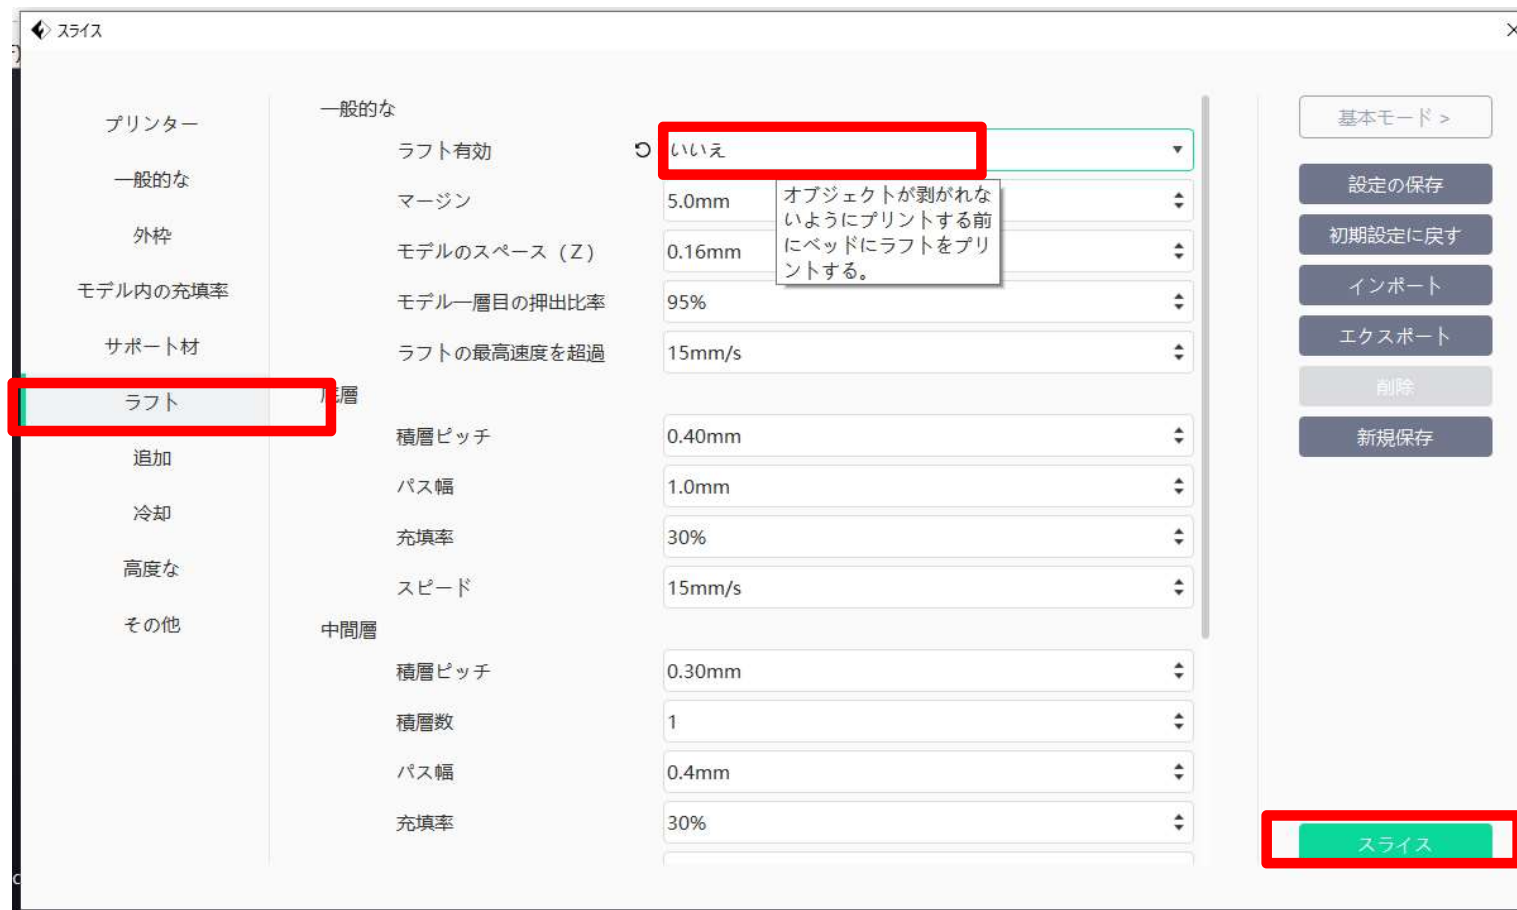 スライス
プリンター
一般的な
外枠
モデル内の充填率
サポート材
ラフト
追加
冷却
高度な
その他
一般的な
ラフト有効 いいえ
オブジェクトが剥がれな
いようにプリントする前
にベッドにラフトをプリ
ントする。
マージン 5.0mm
モデルのスペース（Z） 0.16mm
モデル一層目の押出比率 95%
ラフトの最高速度を超過 15mm/s
層
積層ピッチ 0.40mm
パス幅 1.0mm
充填率 30%
スピード 15mm/s
中間層
積層ピッチ 0.30mm
積層数 1
パス幅 0.4mm
充填率 30%
基本モード >
設定の保存
初期設定に戻す
インポート
エクスポート
削除
新規保存
スライス